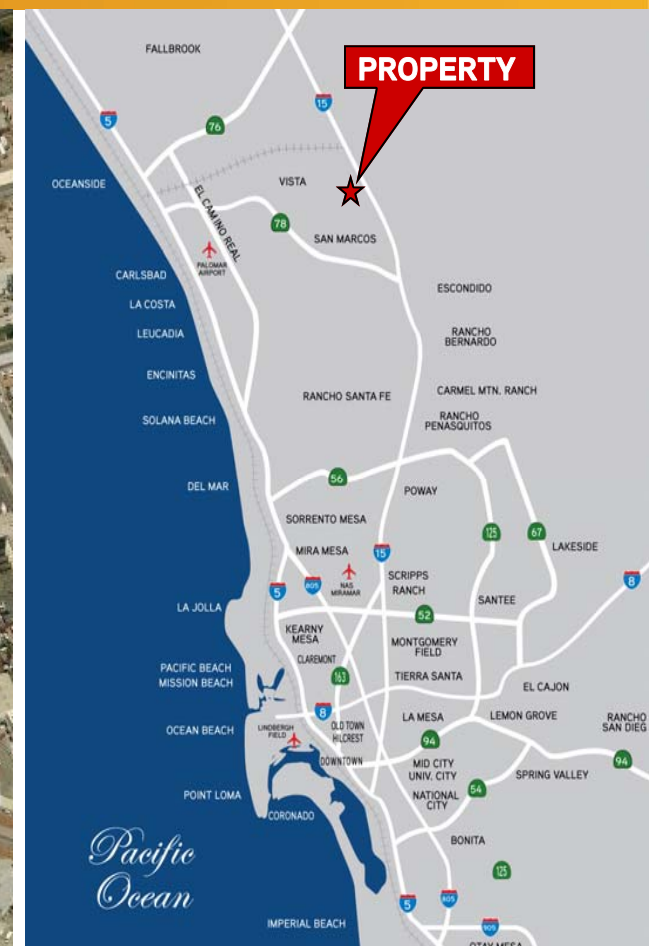 FALLBROOK
PROPERTY
15
5
76
OCEANSIDE
VISTA
EL CAMINO REAL
78
SAN MARCOS
PALOMAR
AIRPORT
CARLSBAD
ESCONDIDO
LA COSTA
LEUCADIA
RANCHO
BERNARDO
ENCINITAS
RANCHO SANTA FE
CARMEL MTN. RANCH
SOLANA BEACH
RANCHO
PENASQUITOS
DEL MAR
56
POWAY
SORRENTO MESA
125
67
MIRA MESA
15
LAKESIDE
NAS
MIRAMAR
SCRIPPS
RANCH
8
5
805
SANTEE
LA JOLLA
52
KEARNY
MESA
MONTGOMERY
FIELD
CLAREMONT
PACIFIC BEACH
MISSION BEACH
163
TIERRA SANTA
EL CAJON
8
OCEAN BEACH
LINDBERGH
FIELD
OLD TOWN
HILCREST
LA MESA
LEMON GROVE
RANCHO
SAN DIEG
94
DOWNTOWN
MID CITY
UNIV. CITY
SPRING VALLEY
94
POINT LOMA
NATIONAL
CITY
54
CORONADO
BONITA
Pacific
Ocean
125
5
805
IMPERIAL BEACH
905
OTAY MESA